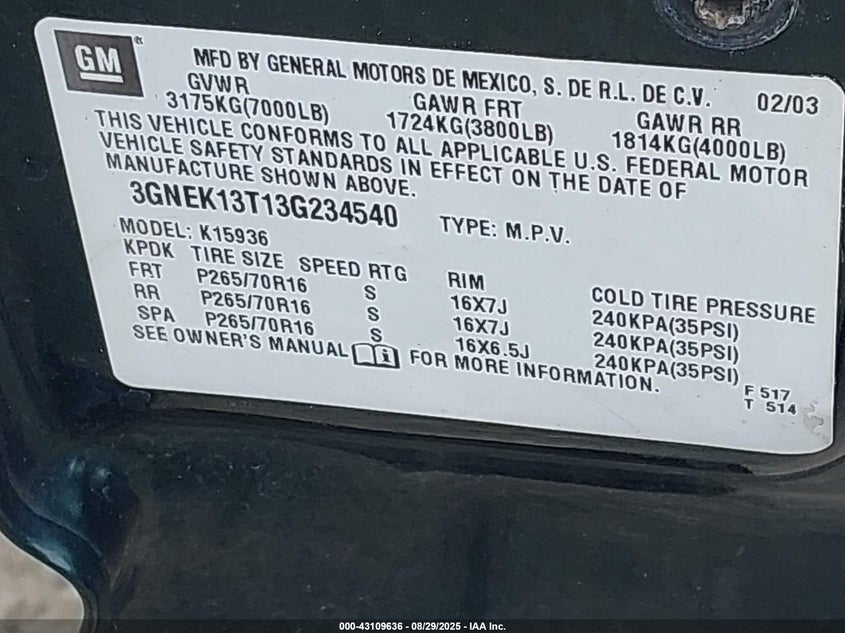 GM
MFD BY GENERAL MOTORS DE MEXICO, S. DE R.L. DE C.V. 02/03
GVWR GAWR FRT GAWR RR
3175KG(7000LB) 1724KG(3800LB) 1814KG(4000LB)
THIS VEHICLE CONFORMS TO ALL APPLICABLE U.S. FEDERAL MOTOR
VEHICLE SAFETY STANDARDS IN EFFECT ON THE DATE OF
MANUFACTURE SHOWN ABOVE.
3GNEK13T13G234540 TYPE: M.P.V.
MODEL: K15936
KPDK TIRE SIZE SPEED RTG RIM COLD TIRE PRESSURE
FRT P265/70R16 S 16X7J 240KPA(35PSI)
RR P265/70R16 S 16X7J 240KPA(35PSI)
SPA P265/70R16 S 16X6.5J 240KPA(35PSI)
SEE OWNER'S MANUAL i FOR MORE INFORMATION.
F 517
T 514
000-43109636 - 08/29/2025 - IAA Inc.